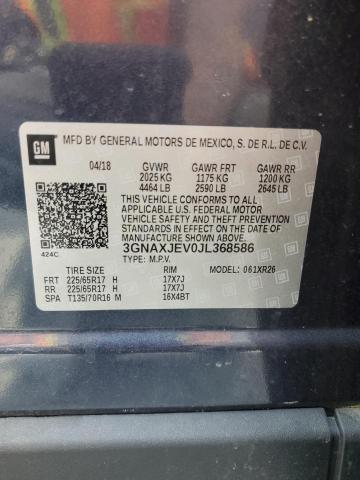 GM
MFD BY GENERAL MOTORS DE MEXICO, S. DE R.L. DE C.V.
04/18 GVWR GAWR FRT GAWR RR
2025 KG 1175 KG 1200 KG
4464 LB 2590 LB 2645 LB
THIS VEHICLE CONFORMS TO ALL
APPLICABLE U.S. FEDERAL MOTOR
VEHICLE SAFETY, BUMPER, AND THEFT
PREVENTION STANDARDS IN EFFECT ON THE
DATE OF MANUFACTURE SHOWN ABOVE.
424C 3GNAXJEV0JL368586
TYPE: M.P.V. MODEL: 061XR26
TIRE SIZE RIM
FRT 225/65R17 H 17X7J
RR 225/65R17 H 17X7J
SPA T135/70R16 M 16X4BT